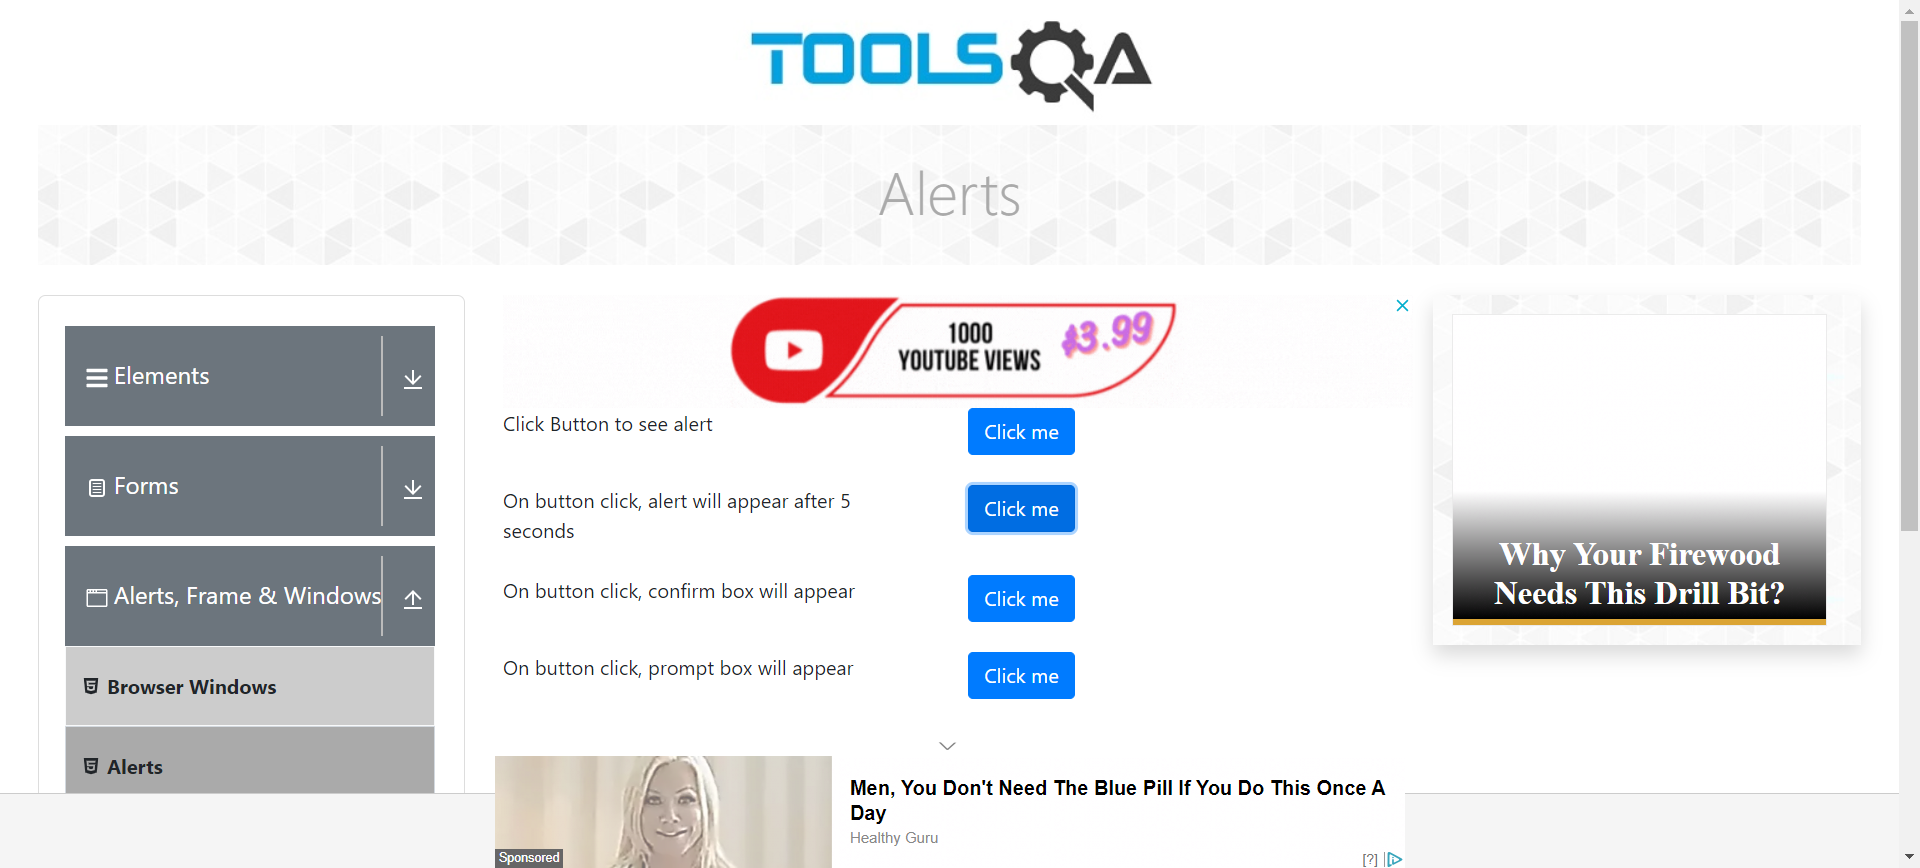 TOOLSQA
Alerts
Elements
Forms
Alerts, Frame & Windows
Browser Windows
Alerts
1000
YOUTUBE VIEWS
$3.99
Click Button to see alert
Click me
On button click, alert will appear after 5
seconds
Click me
On button click, confirm box will appear
Click me
On button click, prompt box will appear
Click me
Why Your Firewood
Needs This Drill Bit?
Men, You Don't Need The Blue Pill If You Do This Once A
Day
Healthy Guru
Sponsored
[?]